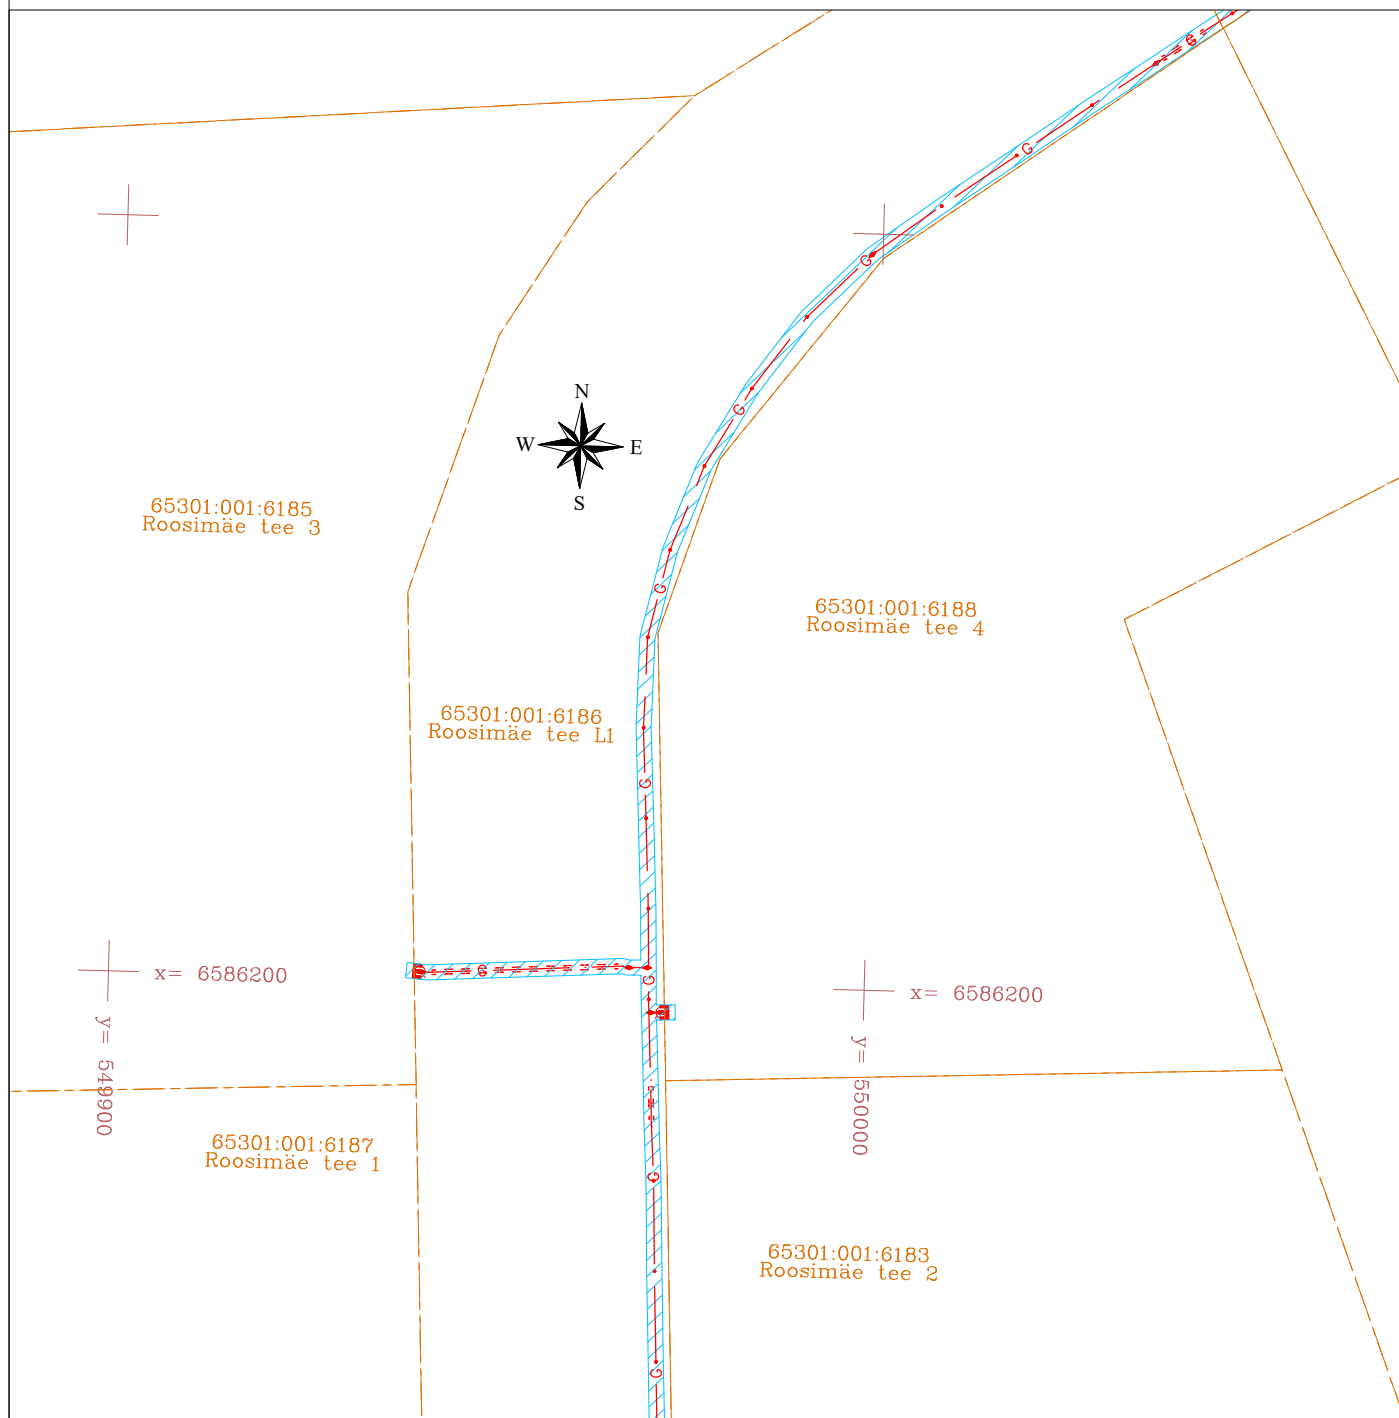 G
G
G
G
N
W
E
S
G
65301:001:6185
Roosimäe tee 3
G
65301:001:6188
Roosimäe tee 4
65301:001:6186
Roosimäe tee L1
G
x= 6586200
G
G
x= 6586200
y= 549900
y= 550000
65301:001:6187
Roosimäe tee 1
G
65301:001:6183
Roosimäe tee 2
G